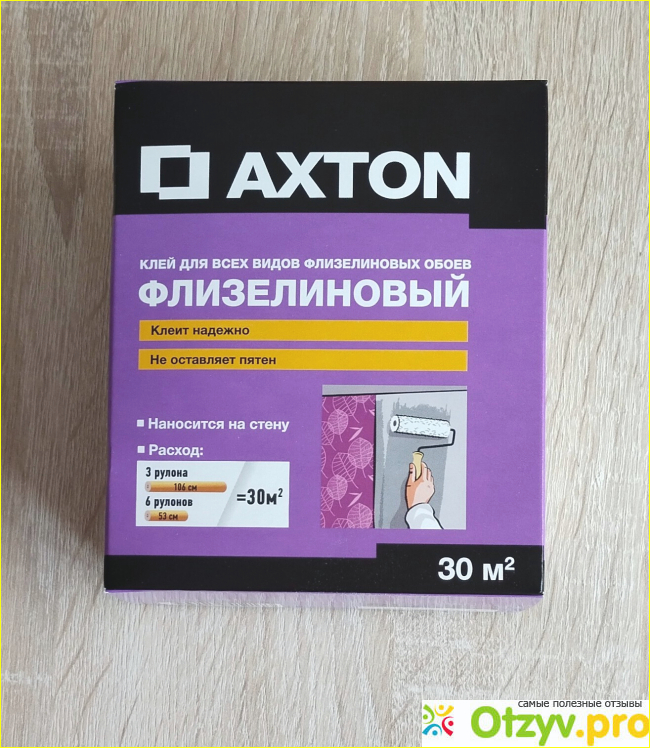 AXTON
КЛЕЙ ДЛЯ ВСЕХ ВИДОВ ФЛИЗЕЛИНОВЫХ ОБОЕВ
ФЛИЗЕЛИНОВЫЙ
Клеит надежно
Не оставляет пятен
Наносится на стену
Расход:
3 рулона
106 см
6 рулонов
53 см
=30м²
30 м²
самые полезные отзывы
Otzyv.pro